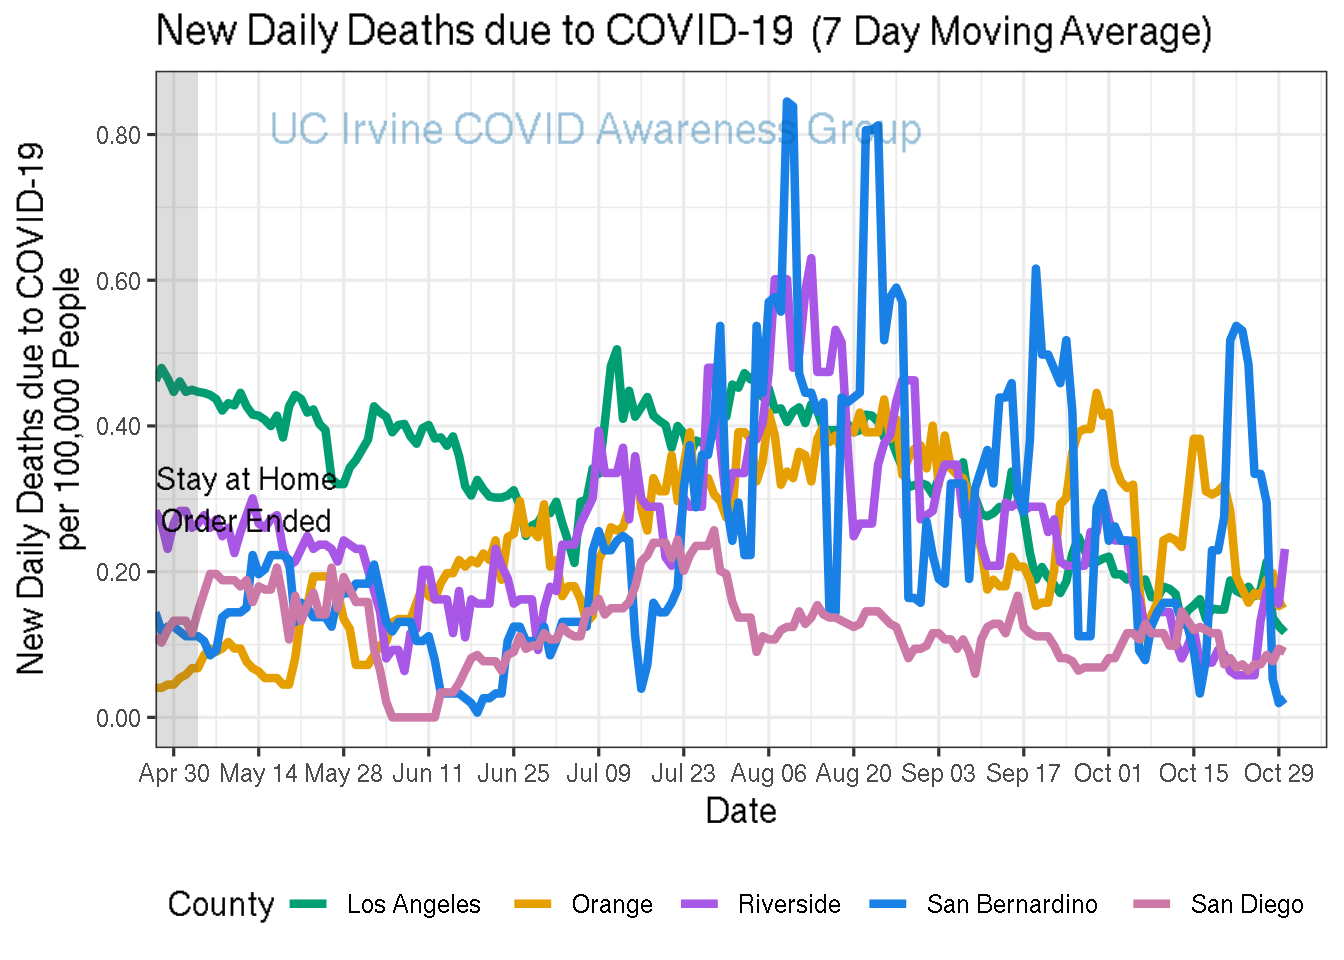 New Daily Deaths due to COVID-19 (7 Day Moving Average)
UC Irvine COVID Awareness Group
New Daily Deaths due to COVID-19
per 100,000 People
0.80
0.60
0.40
0.20
0.00
Stay at Home
Order Ended
Apr 30 May 14 May 28 Jun 11 Jun 25 Jul 09 Jul 23 Aug 06 Aug 20 Sep 03 Sep 17 Oct 01 Oct 15 Oct 29
Date
County Los Angeles Orange Riverside San Bernardino San Diego